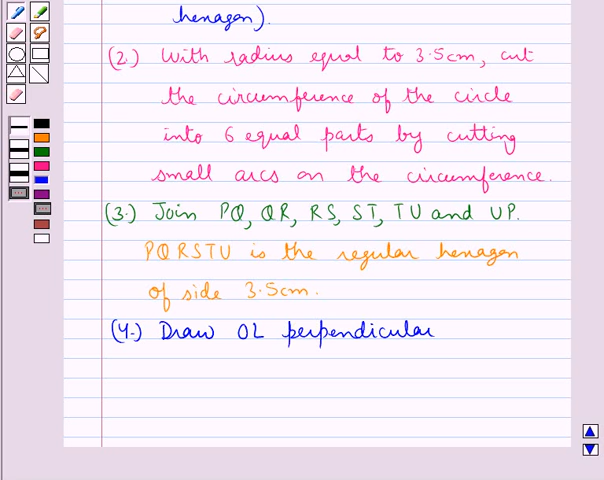 hexagon).
(2.) With radius equal to 3.5cm, cut
the circumference of the circle
into 6 equal parts by cutting
small arcs on the circumference.
(3.) Join PQ, QR, RS, ST, TU and UP.
PQRSTU is the regular hexagon
of side 3.5cm.
(4.) Draw OL perpendicular